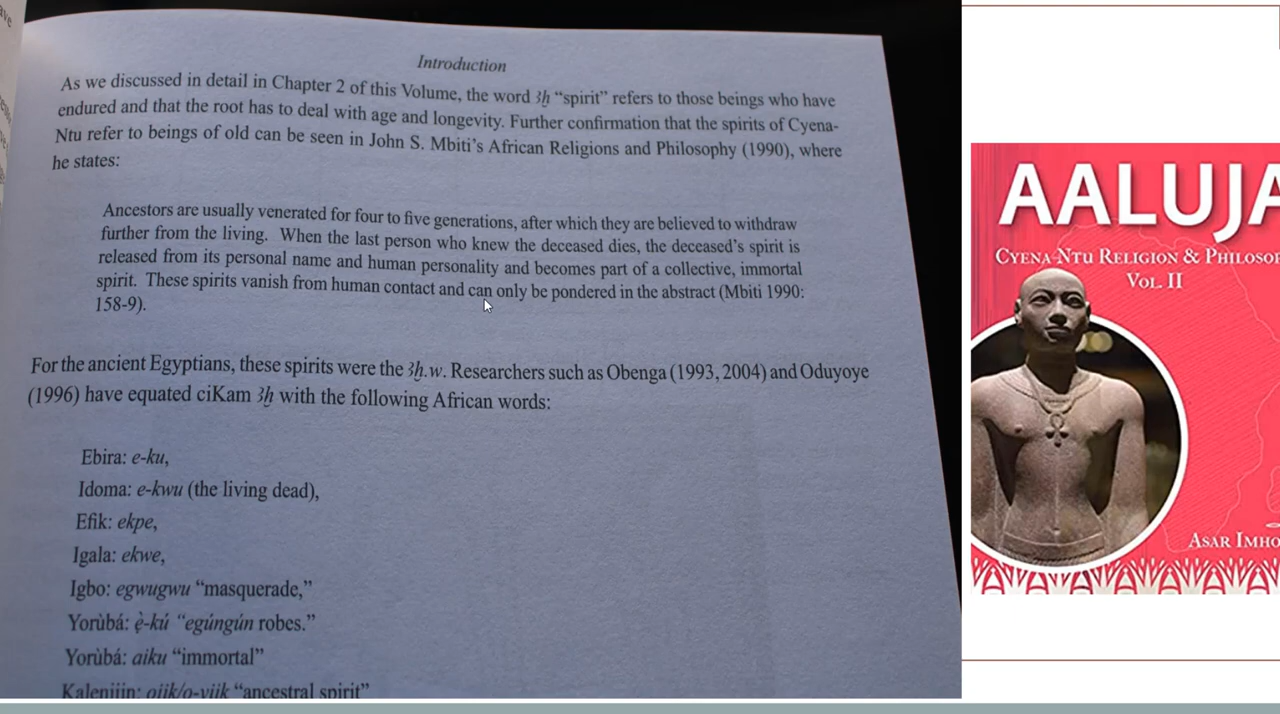 Introduction
As we discussed in detail in Chapter 2 of this Volume, the word ꜣḫ “spirit” refers to those beings who have
endured and that the root has to deal with age and longevity. Further confirmation that the spirits of Cyena-
Ntu refer to beings of old can be seen in John S. Mbiti’s African Religions and Philosophy (1990), where
he states:
Ancestors are usually venerated for four to five generations, after which they are believed to withdraw
further from the living. When the last person who knew the deceased dies, the deceased’s spirit is
released from its personal name and human personality and becomes part of a collective, immortal
spirit. These spirits vanish from human contact and can only be pondered in the abstract (Mbiti 1990:
158-9).
For the ancient Egyptians, these spirits were the ꜣḫ.w. Researchers such as Obenga (1993, 2004) and Oduyoye
(1996) have equated ciKam ꜣḫ with the following African words:
Ebira: e-ku,
Idoma: e-kwu (the living dead),
Efik: ekpe,
Igala: ekwe,
Igbo: egwugwu “masquerade,”
Yorùbá: ẹ̀-kú “egúngún robes.”
Yorùbá: aiku “immortal”
Kalenjiin: oiik/o-yiik “ancestral spirit”
AALUJA
CYENA-NTU RELIGION & PHILOSOP
VOL. II
ASAR IMHO